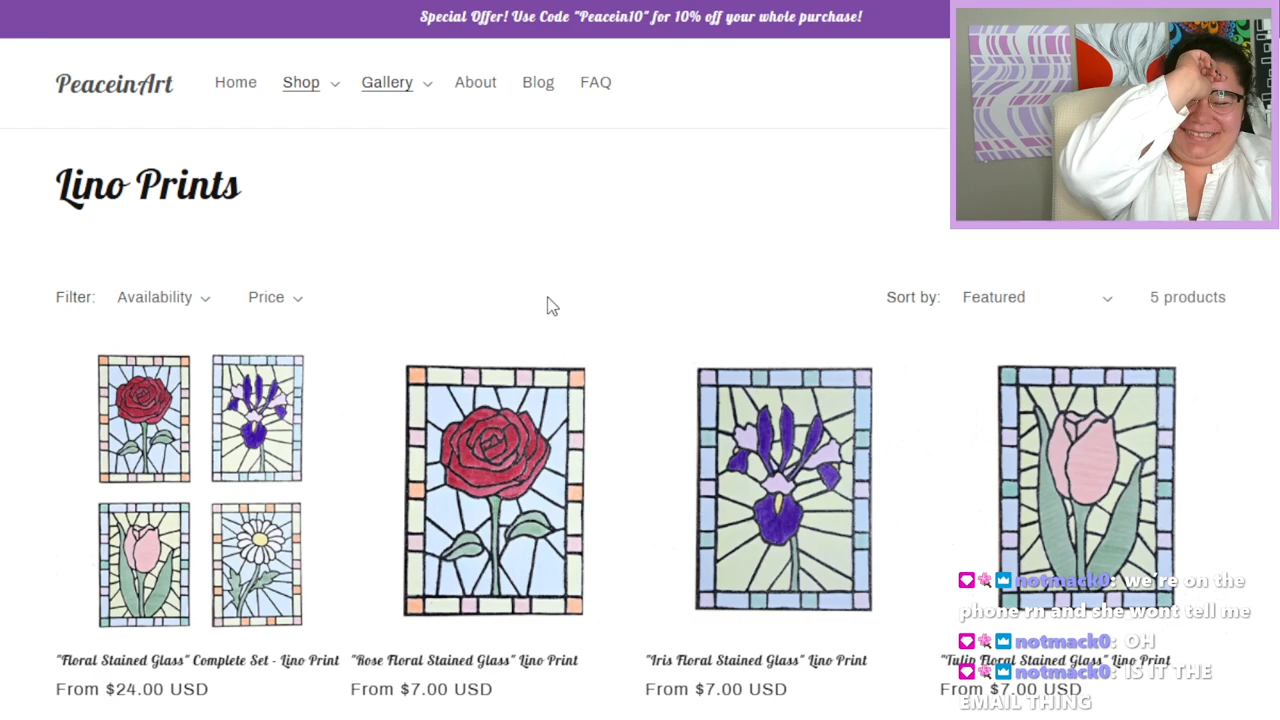 Special Offer! Use Code "Peacein10" for 10% off your whole purchase!
PeaceinArt
Home
Shop
Gallery
About
Blog
FAQ
Lino Prints
Filter:
Availability
Price
Sort by:
Featured
5 products
"Floral Stained Glass" Complete Set - Lino Print
From $24.00 USD
"Rose Floral Stained Glass" Lino Print
From $7.00 USD
"Iris Floral Stained Glass" Lino Print
From $7.00 USD
"Tulip Floral Stained Glass" Lino Print
From $7.00 USD
notmack0: we're on the
phone rn and she wont tell me
notmack0: OH
notmack0: IS IT THE
EMAIL THING